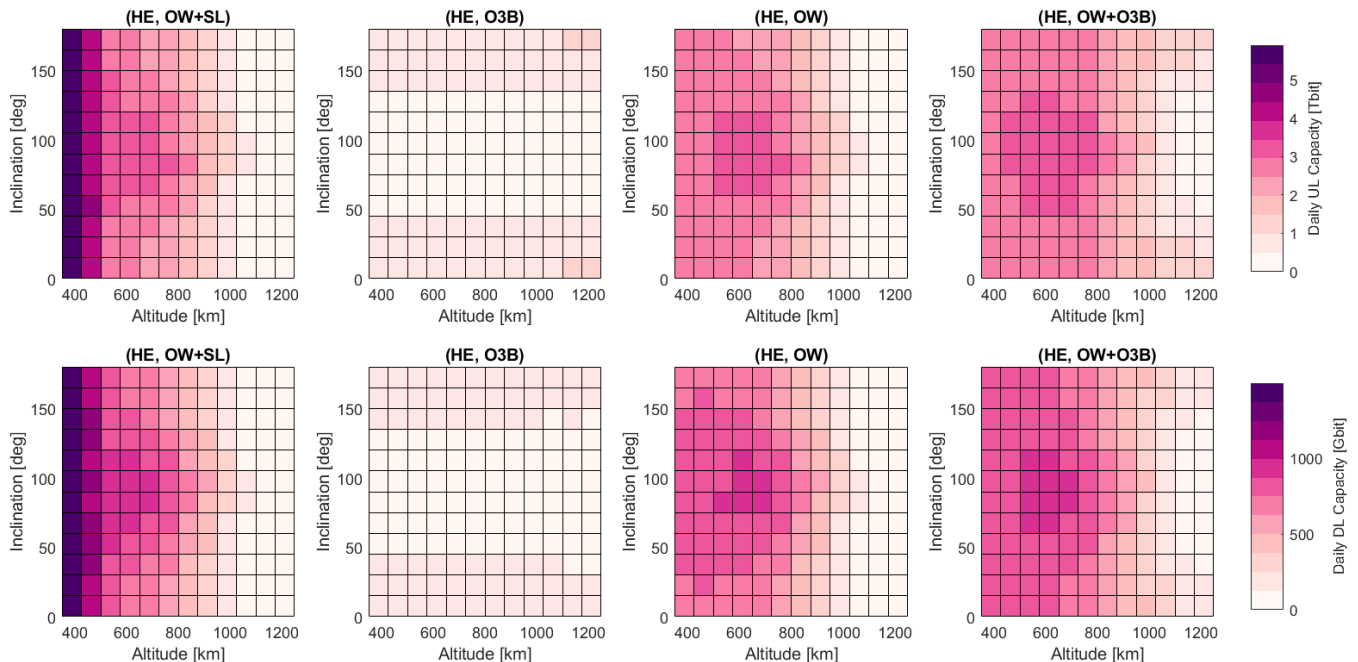 (HE, OW+SL) (HE, O3B) (HE, OW) (HE, OW+O3B)
Inclination [deg] 150 100 50 0 Inclination [deg] 150 100 50 0 Inclination [deg] 150 100 50 0 Inclination [deg] 150 100 50 0 5 4 3 2 1 0 Daily UL Capacity [Tbit]
400 600 800 1000 1200 400 600 800 1000 1200 400 600 800 1000 1200 400 600 800 1000 1200
Altitude [km] Altitude [km] Altitude [km] Altitude [km]
(HE, OW+SL) (HE, O3B) (HE, OW) (HE, OW+O3B)
Inclination [deg] 150 100 50 0 Inclination [deg] 150 100 50 0 Inclination [deg] 150 100 50 0 Inclination [deg] 150 100 50 0 1000 500 0 Daily DL Capacity [Gbit]
400 600 800 1000 1200 400 600 800 1000 1200 400 600 800 1000 1200 400 600 800 1000 1200
Altitude [km] Altitude [km] Altitude [km] Altitude [km]